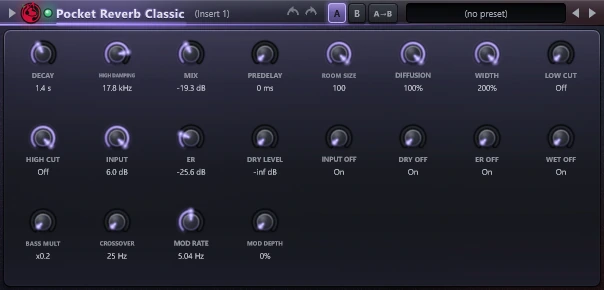 Pocket Reverb Classic (Insert 1) A B A→B (no preset)
DECAY HIGH DAMPING MIX PREDELAY ROOM SIZE DIFFUSION WIDTH LOW CUT
1.4 s 17.8 kHz -19.3 dB 0 ms 100 100% 200% Off
HIGH CUT INPUT ER DRY LEVEL INPUT OFF DRY OFF ER OFF WET OFF
Off 6.0 dB -25.6 dB -inf dB On On On On
BASS MULT CROSSOVER MOD RATE MOD DEPTH
x0.2 25 Hz 5.04 Hz 0%